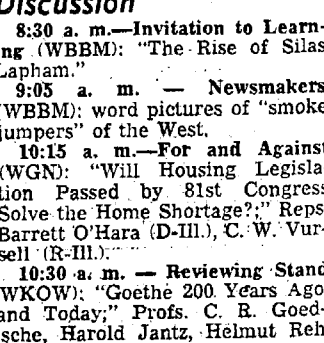 Discussion
8:30 a. m.—Invitation to Learn-
ing (WBBM): "The Rise of Silas
Lapham."
9:05 a. m. — Newsmakers
(WBBM): word pictures of "smoke
jumpers" of the West.
10:15 a. m.—For and Against
(WGN): "Will Housing Legisla-
tion Passed by 81st Congress
Solve the Home Shortage?;" Reps.
Barrett O'Hara (D-Ill.), C. W. Vur-
sell (R-Ill.).
10:30 a. m. — Reviewing Stand
(WKOW): "Goethe 200 Years Ago
and Today;" Profs. C. R. Goed-
sche, Harold Jantz, Helmut Reh